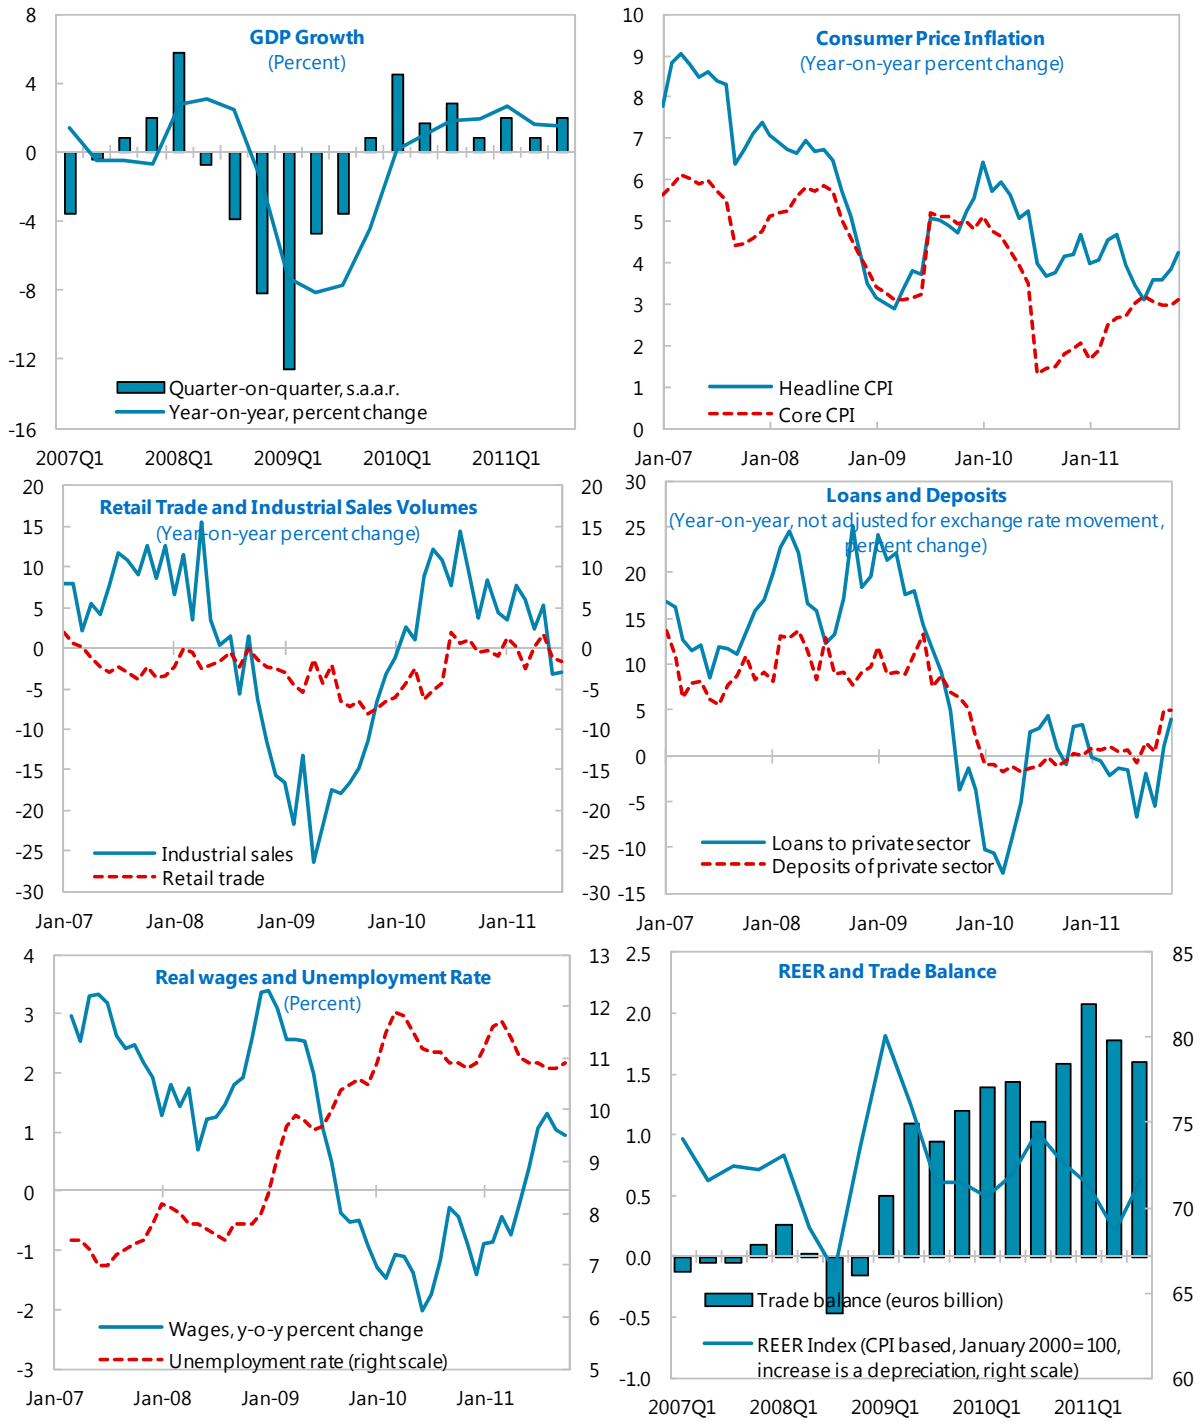 GDP Growth
(Percent)
8
4
0
-4
-8
-12
-16
Quarter-on-quarter, s.a.a.r.
Year-on-year, percent change
2007Q1 2008Q1 2009Q1 2010Q1 2011Q1
Consumer Price Inflation
(Year-on-year percent change)
10
9
8
7
6
5
4
3
2
1
0
Headline CPI
Core CPI
Jan-07 Jan-08 Jan-09 Jan-10 Jan-11
Retail Trade and Industrial Sales Volumes
(Year-on-year percent change)
20 20
15 15
10 10
5 5
0 0
-5 -5
-10 -10
-15 -15
-20 -20
-25 -25
-30 -30
Industrial sales
Retail trade
Jan-07 Jan-08 Jan-09 Jan-10 Jan-11
Loans and Deposits
(Year-on-year, not adjusted for exchange rate movement,
percent change)
30
25
20
15
10
5
0
-5
-10
-15
Loans to private sector
Deposits of private sector
Jan-07 Jan-08 Jan-09 Jan-10 Jan-11
Real wages and Unemployment Rate
(Percent)
4 13
3 12
2 11
1 10
0 9
-1 8
-2 7
-3 6
5
Wages, y-o-y percent change
Unemployment rate (right scale)
Jan-07 Jan-08 Jan-09 Jan-10 Jan-11
REER and Trade Balance
2.5 85
2.0 80
1.5 75
1.0 70
0.5 65
0.0 60
-0.5
-1.0
Trade balance (euros billion)
REER Index (CPI based, January 2000=100,
increase is a depreciation, right scale)
2007Q1 2008Q1 2009Q1 2010Q1 2011Q1